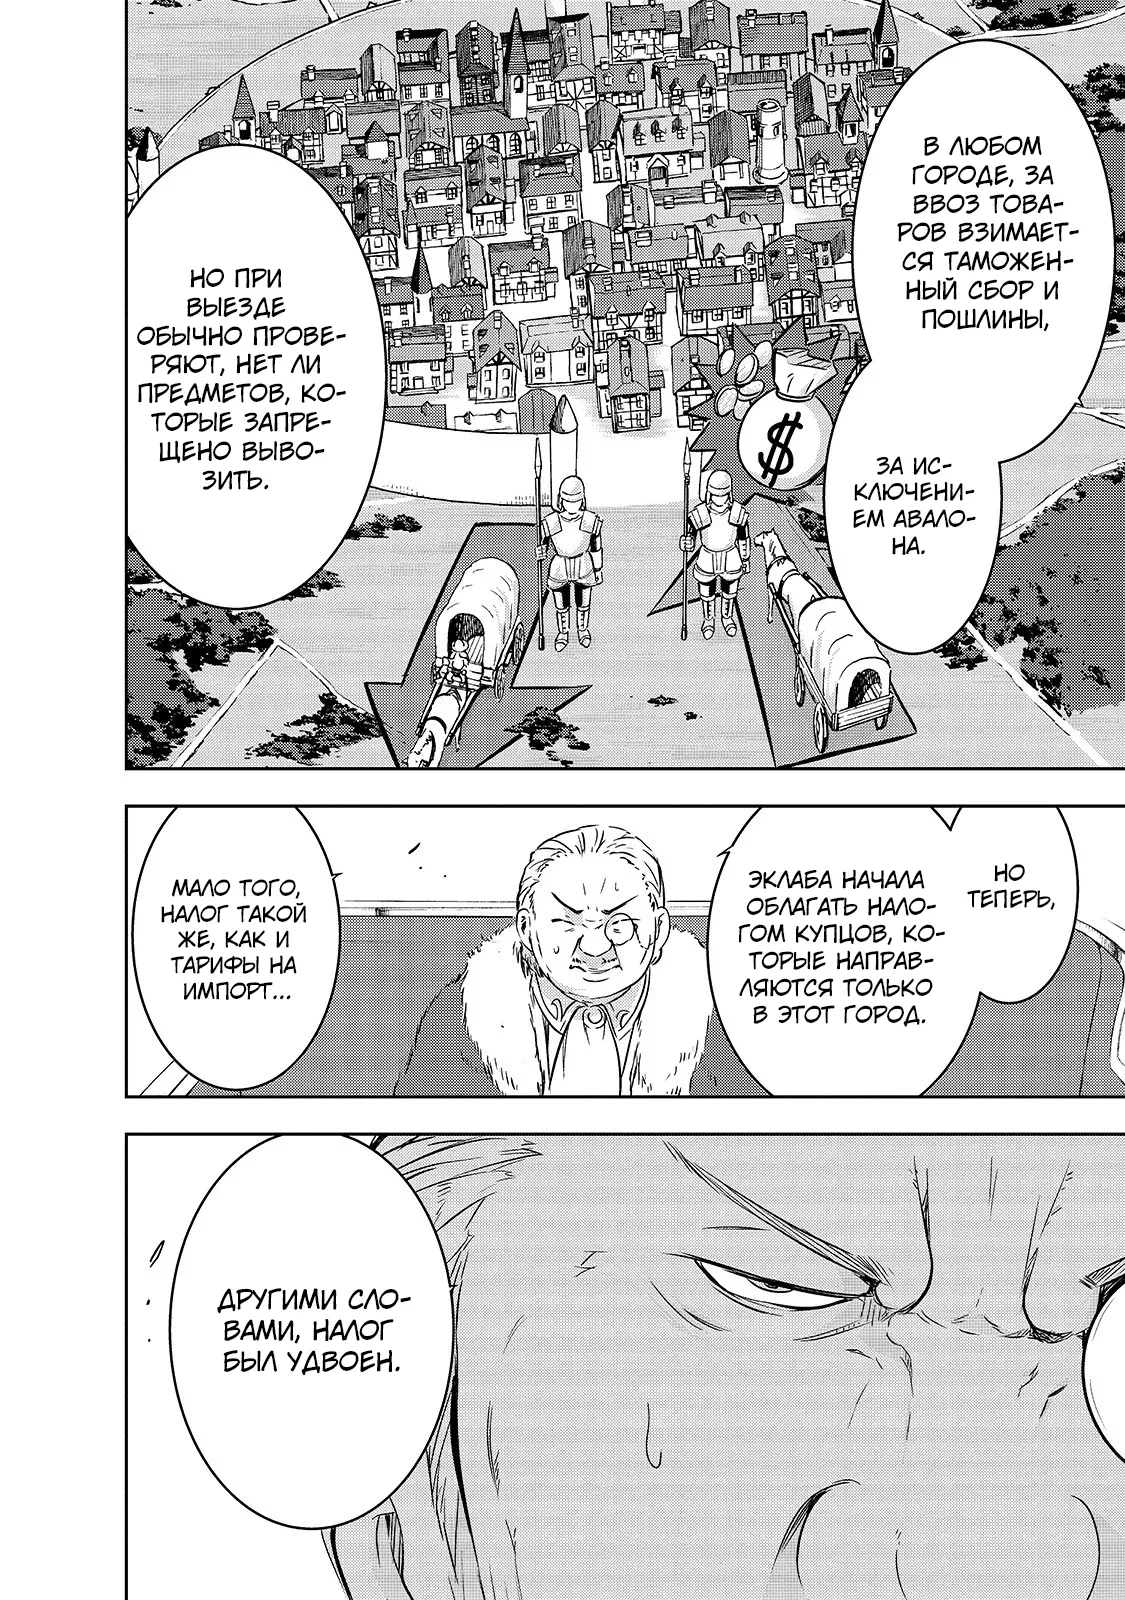 В ЛЮБОМ
ГОРОДЕ, ЗА
ВВОЗ ТОВА-
РОВ ВЗИМАЕТ-
СЯ ТАМОЖЕН-
НЫЙ СБОР И
ПОШЛИНЫ,
ЗА ИС-
КЛЮЧЕНИ-
ЕМ АВАЛО-
НА.
НО ПРИ
ВЫЕЗДЕ
ОБЫЧНО ПРОВЕ-
РЯЮТ, НЕТ ЛИ
ПРЕДМЕТОВ, КО-
ТОРЫЕ ЗАПРЕ-
ЩЕНО ВЫВО-
ЗИТЬ.
$
НО
ТЕПЕРЬ,
ЭКЛАБА НАЧАЛА
ОБЛАГАТЬ НАЛО-
ГОМ КУПЦОВ, КО-
ТОРЫЕ НАПРАВ-
ЛЯЮТСЯ ТОЛЬКО
В ЭТОТ ГОРОД.
МАЛО ТОГО,
НАЛОГ ТАКОЙ
ЖЕ, КАК И
ТАРИФЫ НА
ИМПОРТ...
ДРУГИМИ СЛО-
ВАМИ, НАЛОГ
БЫЛ УДВОЕН.